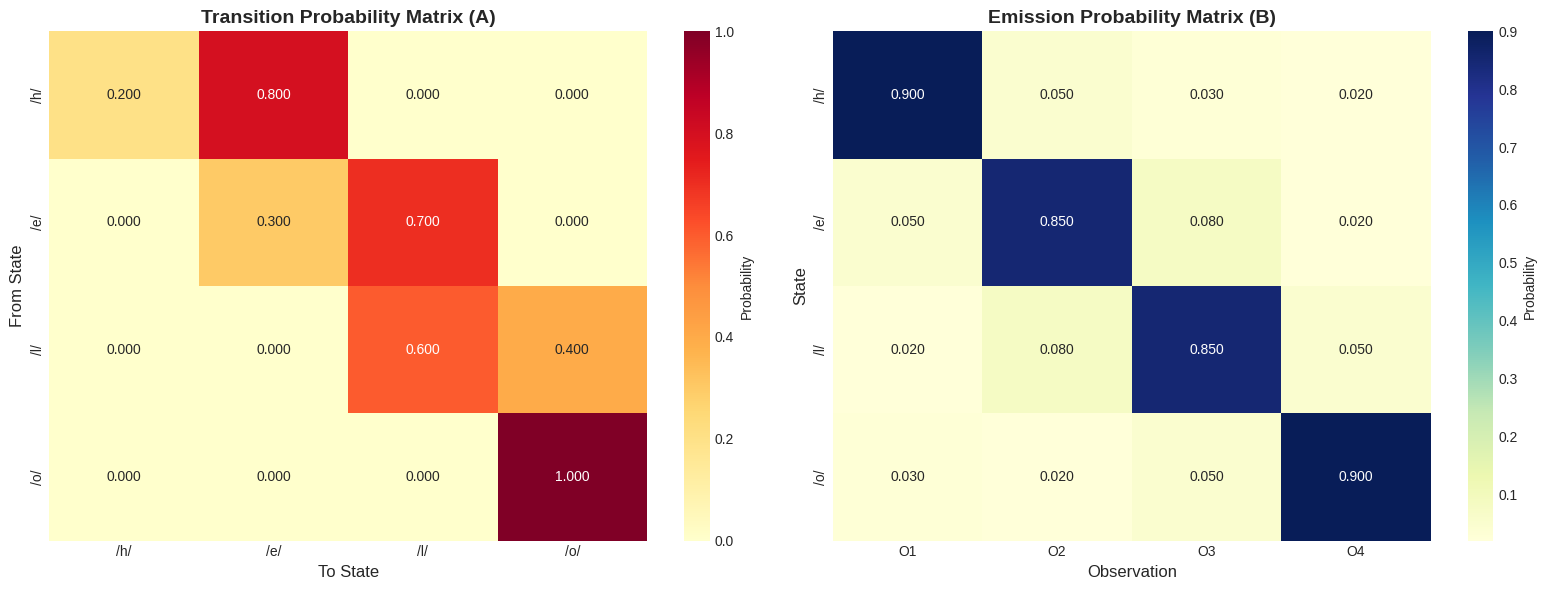 Transition Probability Matrix (A)
/h/ 0.200 0.800 0.000 0.000
/e/ 0.000 0.300 0.700 0.000
/l/ 0.000 0.000 0.600 0.400
/o/ 0.000 0.000 0.000 1.000
/h/ /e/ /l/ /o/
From State
To State
1.0
0.8
0.6
0.4
0.2
0.0
Probability
Emission Probability Matrix (B)
/h/ 0.900 0.050 0.030 0.020
/e/ 0.050 0.850 0.080 0.020
/l/ 0.020 0.080 0.850 0.050
/o/ 0.030 0.020 0.050 0.900
O1 O2 O3 O4
State
Observation
0.9
0.8
0.7
0.6
0.5
0.4
0.3
0.2
0.1
Probability